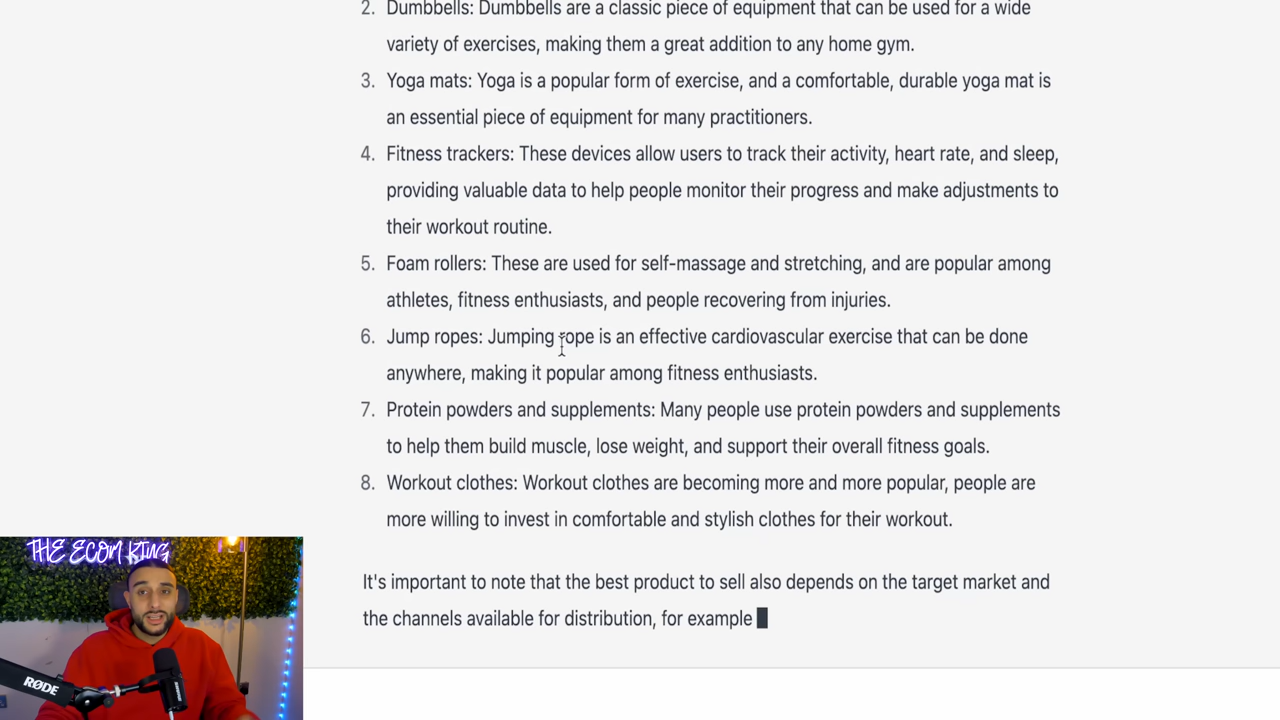 2. Dumbbells: Dumbbells are a classic piece of equipment that can be used for a wide
variety of exercises, making them a great addition to any home gym.
3. Yoga mats: Yoga is a popular form of exercise, and a comfortable, durable yoga mat is
an essential piece of equipment for many practitioners.
4. Fitness trackers: These devices allow users to track their activity, heart rate, and sleep,
providing valuable data to help people monitor their progress and make adjustments to
their workout routine.
5. Foam rollers: These are used for self-massage and stretching, and are popular among
athletes, fitness enthusiasts, and people recovering from injuries.
6. Jump ropes: Jumping rope is an effective cardiovascular exercise that can be done
anywhere, making it popular among fitness enthusiasts.
7. Protein powders and supplements: Many people use protein powders and supplements
to help them build muscle, lose weight, and support their overall fitness goals.
8. Workout clothes: Workout clothes are becoming more and more popular, people are
more willing to invest in comfortable and stylish clothes for their workout.
It's important to note that the best product to sell also depends on the target market and
the channels available for distribution, for example
THE ECOM KING
RØDE